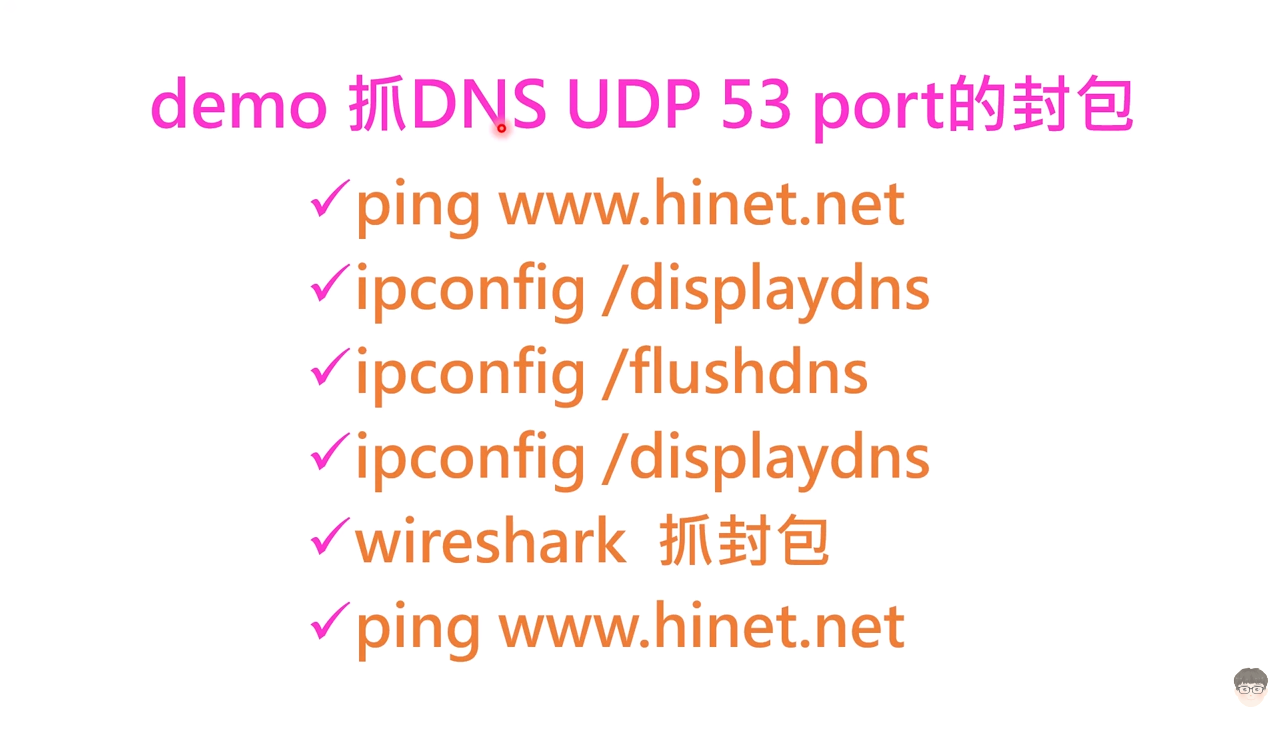 demo 抓DNS UDP 53 port的封包
✓ping www.hinet.net
✓ipconfig /displaydns
✓ipconfig /flushdns
✓ipconfig /displaydns
✓wireshark 抓封包
✓ping www.hinet.net